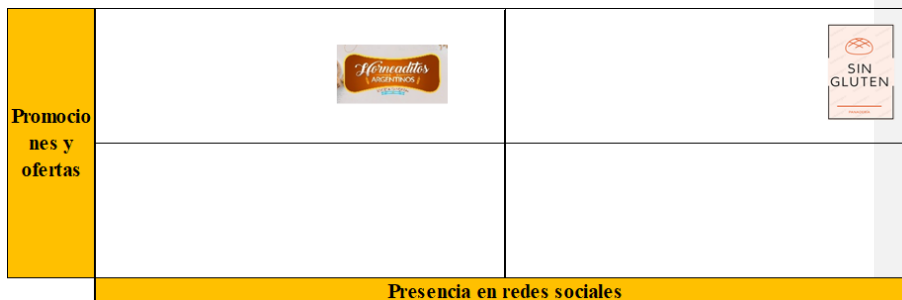 Horneaditos
ARGENTINOS
SIN
GLUTEN
Promocio
nes y
ofertas
Presencia en redes sociales